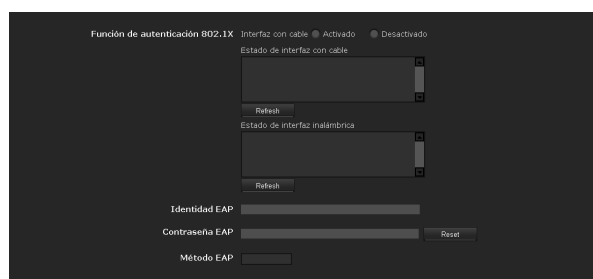 Función de autenticación 802.1X Interfaz con cable Activado Desactivado
Estado de interfaz con cable
Refresh
Estado de interfaz inalámbrica
Refresh
Identidad EAP
Contraseña EAP Reset
Método EAP